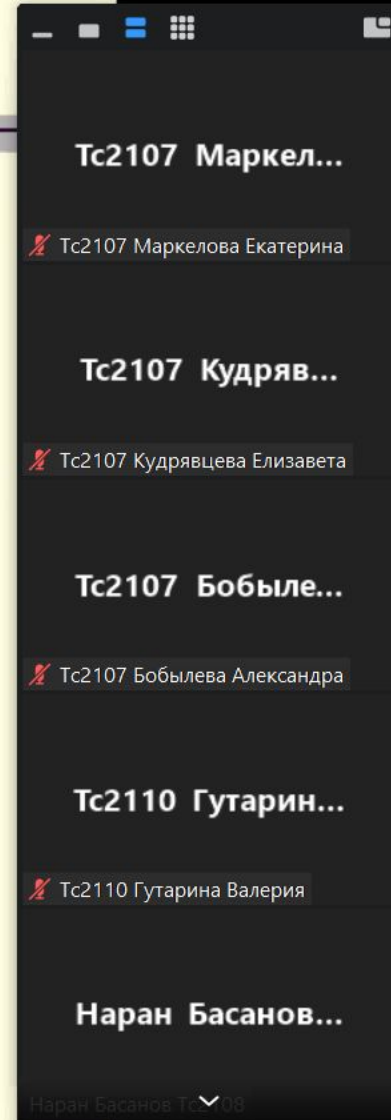 Тс2107 Маркел...
Тс2107 Маркелова Екатерина
Тс2107 Кудряв...
Тс2107 Кудрявцева Елизавета
Тс2107 Бобыле...
Тс2107 Бобылева Александра
Тс2110 Гутарин...
Тс2110 Гутарина Валерия
Наран Басанов...
Наран Басанов Тс2108